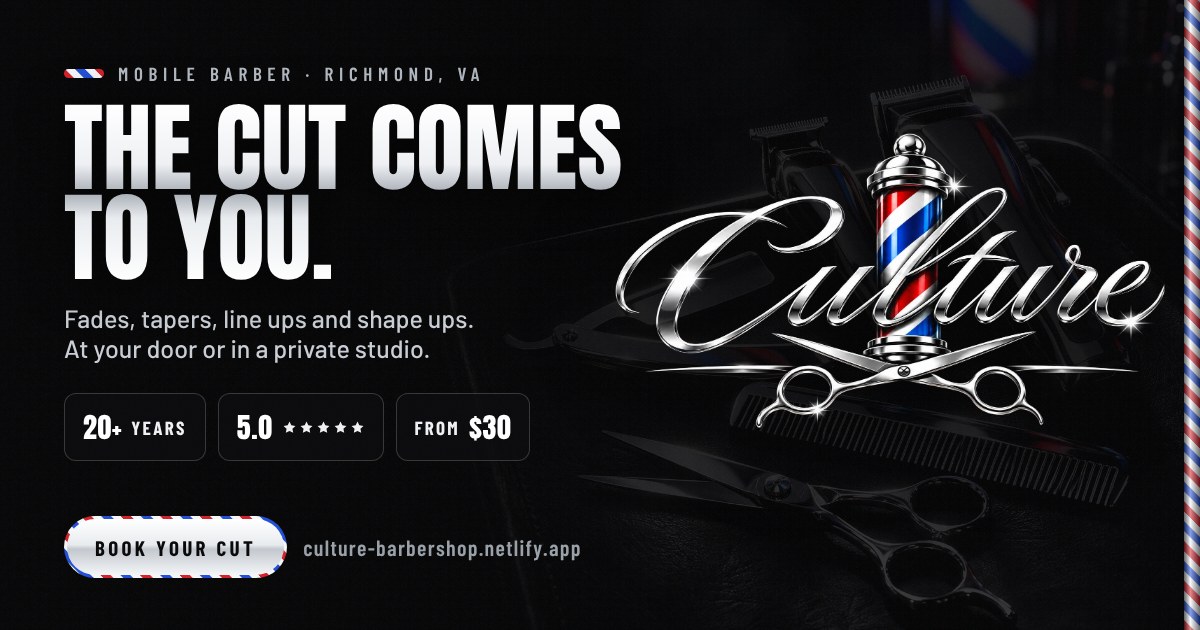 MOBILE BARBER · RICHMOND, VA
THE CUT COMES
TO YOU.
Fades, tapers, line ups and shape ups.
At your door or in a private studio.
20+ YEARS
5.0 ★★★★★
FROM $30
BOOK YOUR CUT
culture-barbershop.netlify.app
Culture